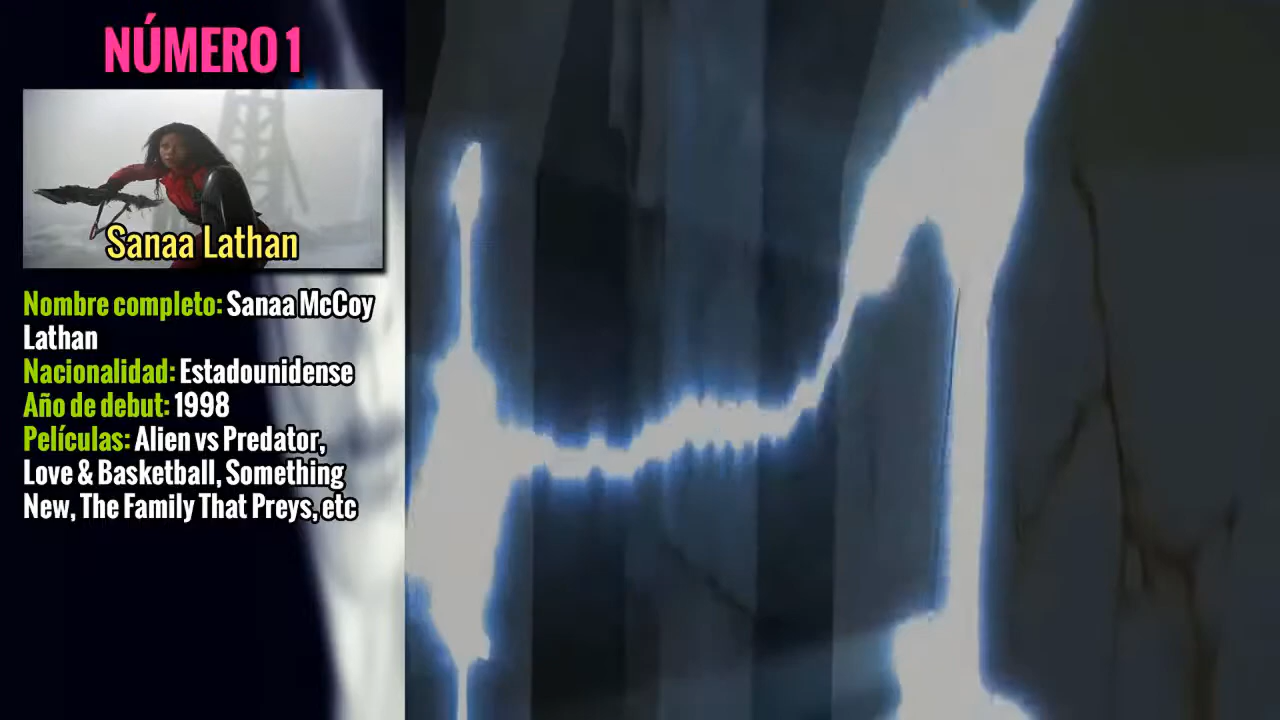 NÚMERO 1
Sanaa Lathan
Nombre completo: Sanaa McCoy
Lathan
Nacionalidad: Estadounidense
Año de debut: 1998
Películas: Alien vs Predator,
Love & Basketball, Something
New, The Family That Preys, etc